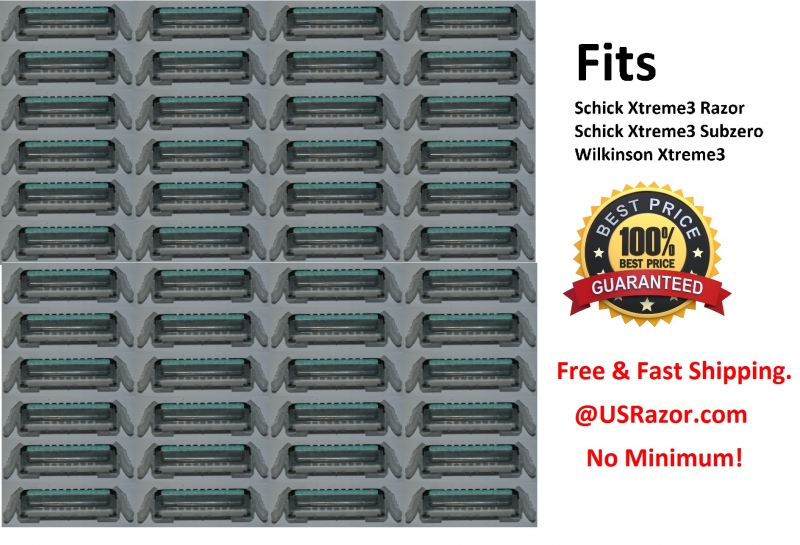 Fits
Schick Xtreme3 Razor
Schick Xtreme3 Subzero
Wilkinson Xtreme3
BEST PRICE
100%
BEST PRICE
GUARANTEED
Free & Fast Shipping.
@USRazor.com
No Minimum!